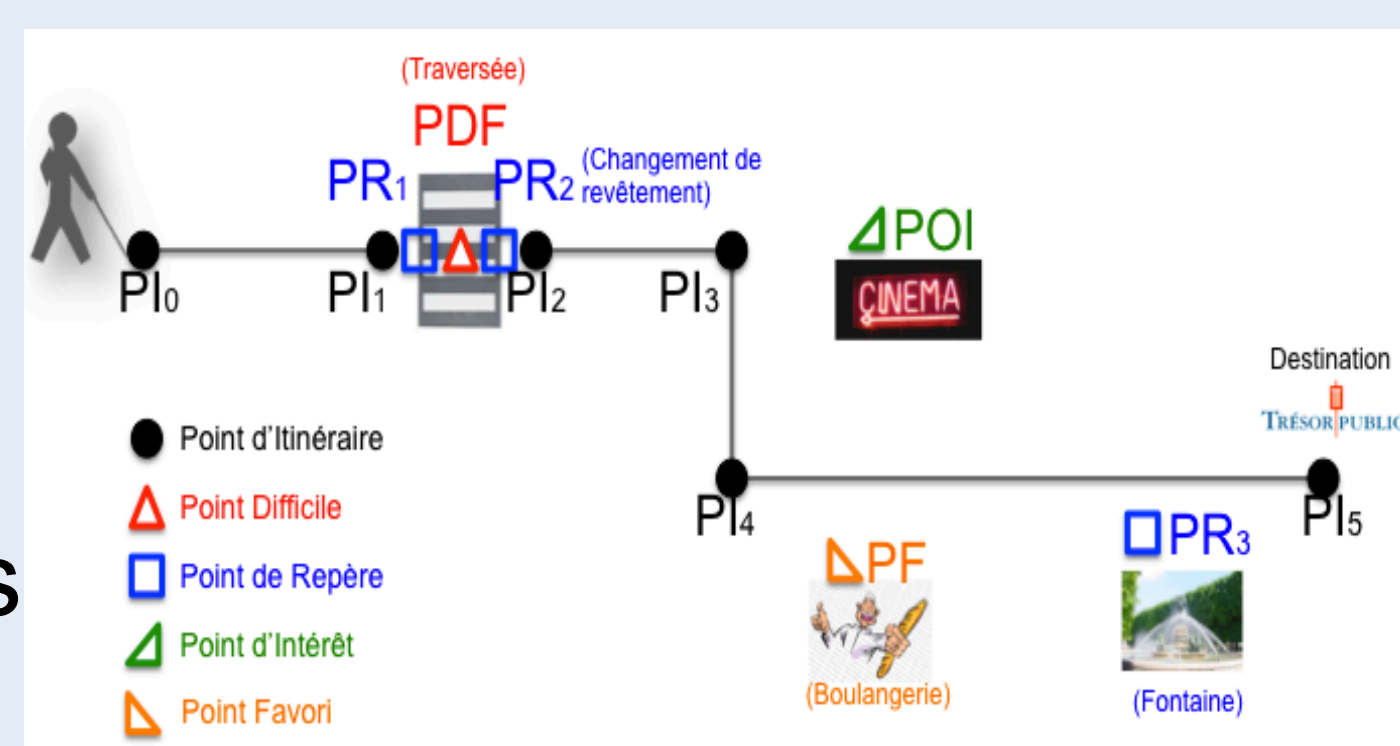 (Traversée)
PDF
PR1
PR2
(Changement de
revêtement)
POI
CINEMA
PI0
PI1
PI2
PI3
Destination
TRÉSOR PUBLIC
Point d'Itinéraire
Point Difficile
Point de Repère
Point d'Intérêt
Point Favori
s
PI4
PI5
PF
PR3
(Boulangerie)
(Fontaine)